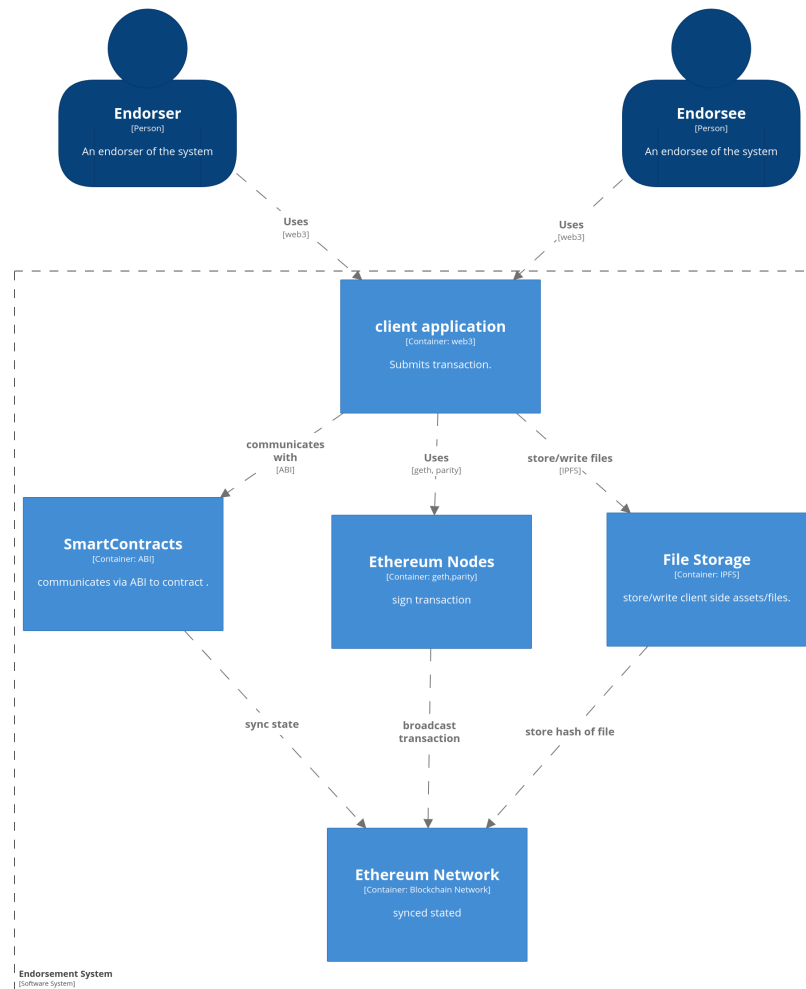 Endorser
[Person]
An endorser of the system
Endorsee
[Person]
An endorsee of the system
Uses
[web3]
Uses
[web3]
client application
[Container: web3]
Submits transaction.
communicates
with
[ABI]
Uses
[geth, parity]
store/write files
[IPFS]
SmartContracts
[Container: ABI]
communicates via ABI to contract .
Ethereum Nodes
[Container: geth,parity]
sign transaction
File Storage
[Container: IPFS]
store/write client side assets/files.
sync state
broadcast
transaction
store hash of file
Ethereum Network
[Container: Blockchain Network]
synced stated
Endorsement System
[Software System]